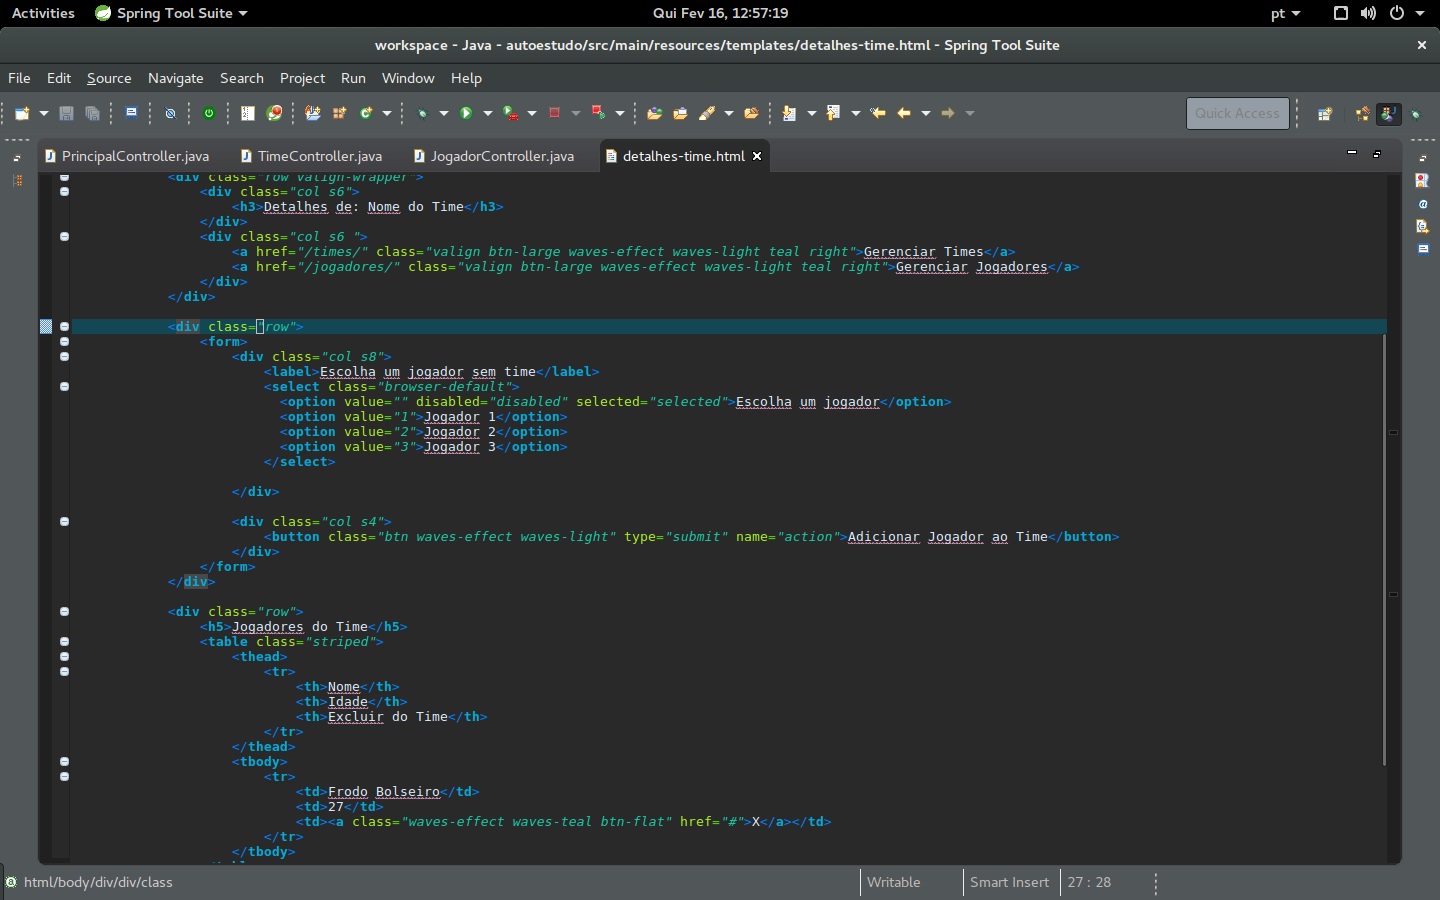 Activities Spring Tool Suite Qui Fev 16, 12:57:19 pt
workspace - Java - autoestudo/src/main/resources/templates/detalhes-time.html - Spring Tool Suite
File Edit Source Navigate Search Project Run Window Help
Quick Access
PrincipalController.java TimeController.java JogadorController.java detalhes-time.html
<div class="row valign-wrapper">
<div class="col s6">
<h3>Detalhes de: Nome do Time</h3>
</div>
<div class="col s6 ">
<a href="/times/" class="valign btn-large waves-effect waves-light teal right">Gerenciar Times</a>
<a href="/jogadores/" class="valign btn-large waves-effect waves-light teal right">Gerenciar Jogadores</a>
</div>
</div>
<div class="row">
<form>
<div class="col s8">
<label>Escolha um jogador sem time</label>
<select class="browser-default">
<option value="" disabled="disabled" selected="selected">Escolha um jogador</option>
<option value="1">Jogador 1</option>
<option value="2">Jogador 2</option>
<option value="3">Jogador 3</option>
</select>
</div>
<div class="col s4">
<button class="btn waves-effect waves-light" type="submit" name="action">Adicionar Jogador ao Time</button>
</div>
</form>
</div>
<div class="row">
<h5>Jogadores do Time</h5>
<table class="striped">
<thead>
<tr>
<th>Nome</th>
<th>Idade</th>
<th>Excluir do Time</th>
</tr>
</thead>
<tbody>
<tr>
<td>Frodo Bolseiro</td>
<td>27</td>
<td><a class="waves-effect waves-teal btn-flat" href="#">X</a></td>
</tr>
</tbody>
html/body/div/div/class Writable Smart Insert 27 : 28